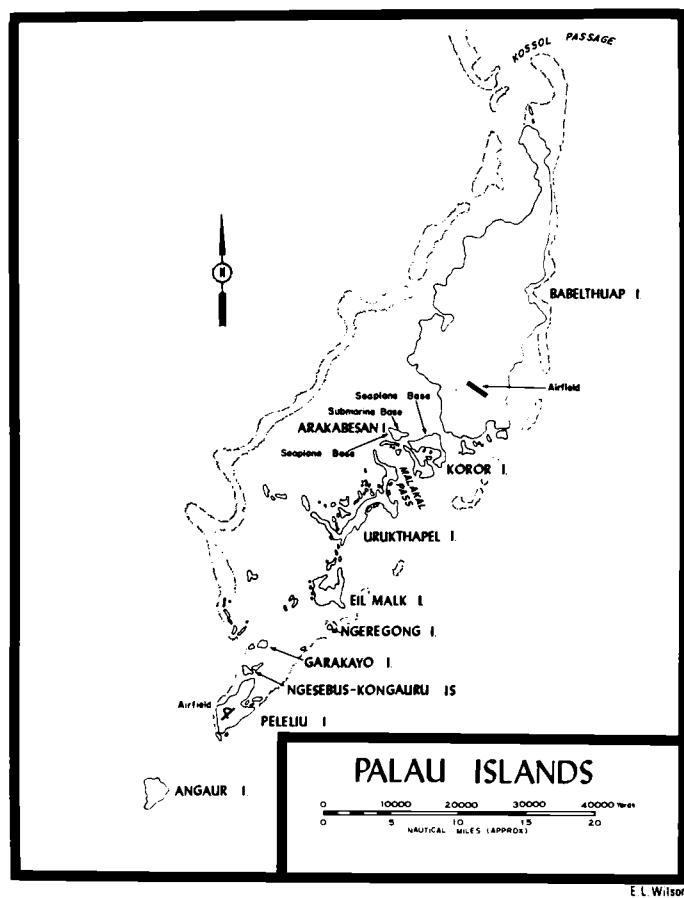 KOSSOL PASSAGE
N
BABELTHUAP I.
Airfield
Seaplane Base
Submarine Base
ARAKABESAN I.
Seaplane Base
KOROR I.
MALAKAL
PASS
URUKTHAPEL I.
EIL MALK I.
NGEREGONG I.
GARAKAYO I.
NGESEBUS-KONGAURU IS
Airfield
PELELIU I
ANGAUR I.
PALAU ISLANDS
0 10000 20000 30000 40000 Yards
0 5 10 15 20
NAUTICAL MILES (APPROX)
E.L.Wilson